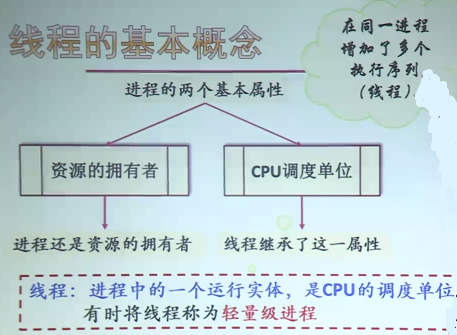 线程的基本概念
在同一进程
增加了多个
执行序列
（线程）
进程的两个基本属性
资源的拥有者
CPU调度单位
进程还是资源的拥有者
线程继承了这一属性
线程：进程中的一个运行实体，是CPU的调度单位，
有时将线程称为轻量级进程